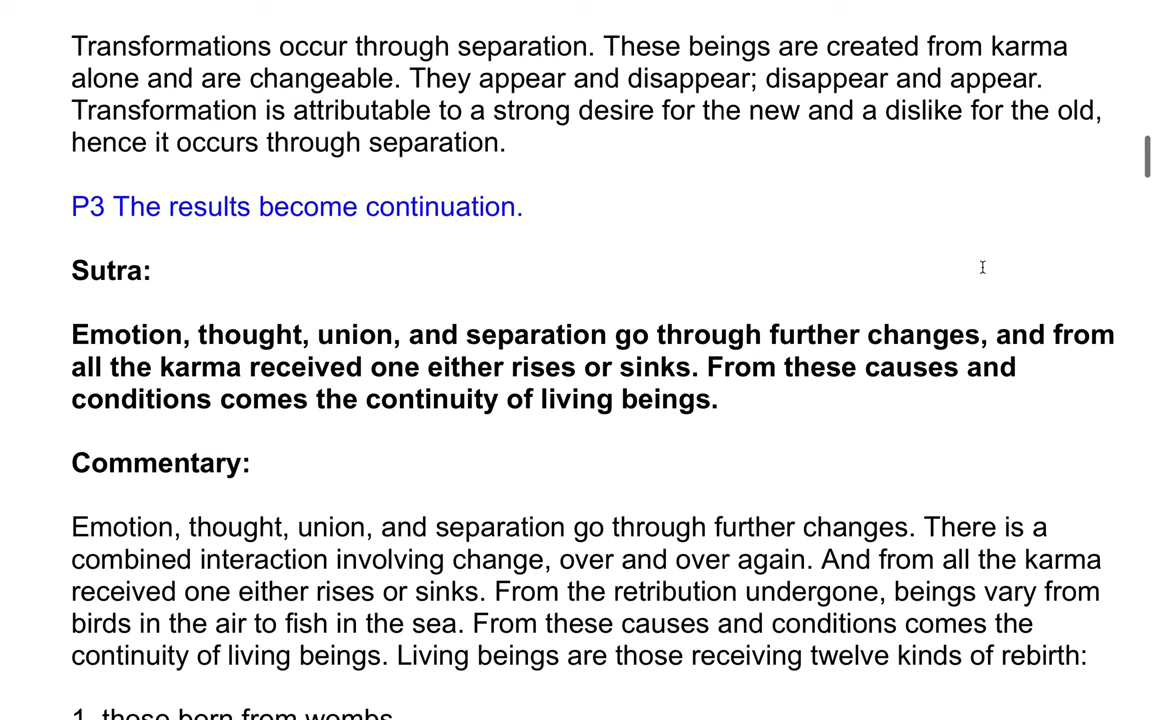 Transformations occur through separation. These beings are created from karma
alone and are changeable. They appear and disappear; disappear and appear.
Transformation is attributable to a strong desire for the new and a dislike for the old,
hence it occurs through separation.
P3 The results become continuation.
Sutra:
Emotion, thought, union, and separation go through further changes, and from
all the karma received one either rises or sinks. From these causes and
conditions comes the continuity of living beings.
Commentary:
Emotion, thought, union, and separation go through further changes. There is a
combined interaction involving change, over and over again. And from all the karma
received one either rises or sinks. From the retribution undergone, beings vary from
birds in the air to fish in the sea. From these causes and conditions comes the
continuity of living beings. Living beings are those receiving twelve kinds of rebirth:
1. those born from wombs